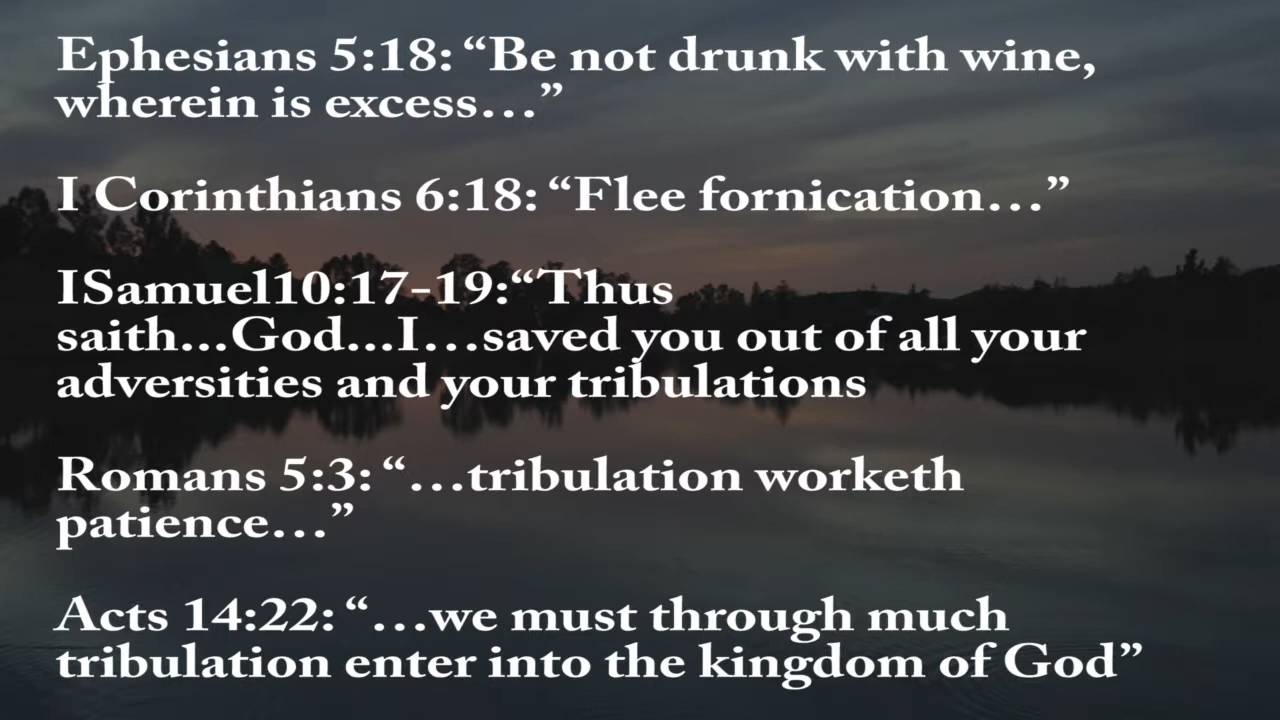 Ephesians 5:18: “Be not drunk with wine,
wherein is excess…”
I Corinthians 6:18: “Flee fornication…”
ISamuel10:17-19:“Thus
saith...God...I…saved you out of all your
adversities and your tribulations
Romans 5:3: “…tribulation worketh
patience…”
Acts 14:22: “…we must through much
tribulation enter into the kingdom of God”